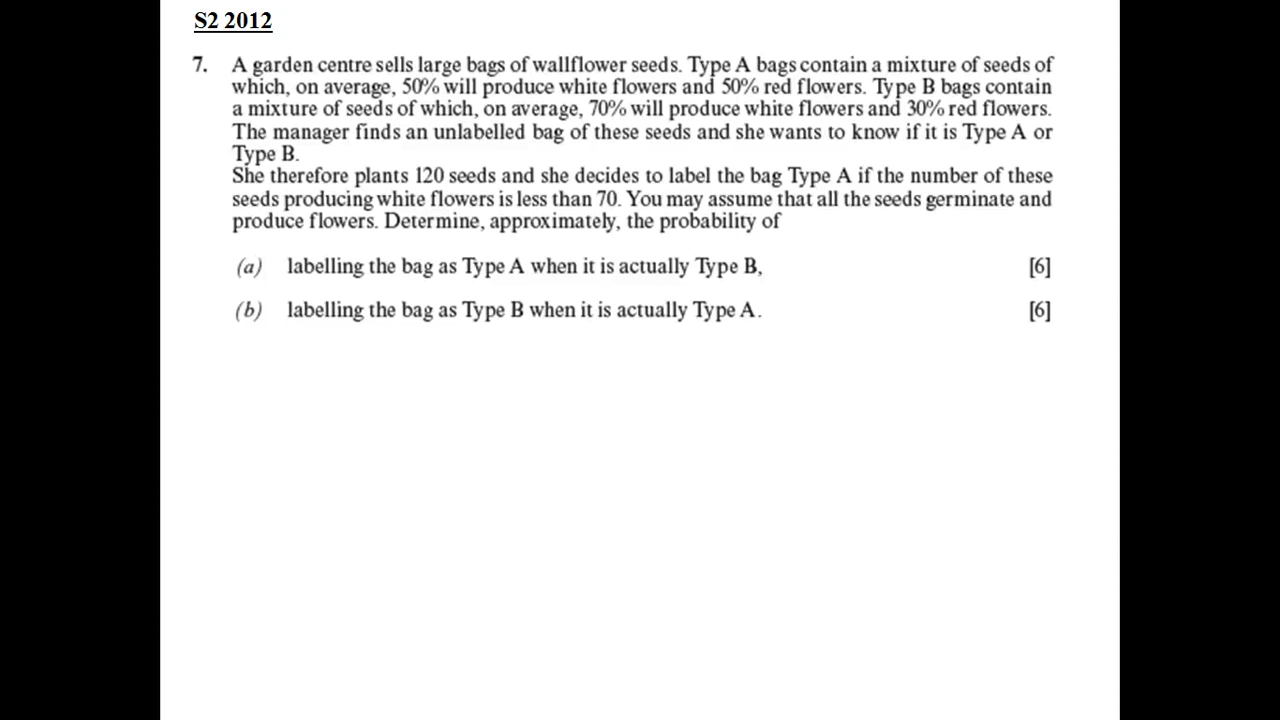 S2 2012
7. A garden centre sells large bags of wallflower seeds. Type A bags contain a mixture of seeds of
which, on average, 50% will produce white flowers and 50% red flowers. Type B bags contain
a mixture of seeds of which, on average, 70% will produce white flowers and 30% red flowers.
The manager finds an unlabelled bag of these seeds and she wants to know if it is Type A or
Type B.
She therefore plants 120 seeds and she decides to label the bag Type A if the number of these
seeds producing white flowers is less than 70. You may assume that all the seeds germinate and
produce flowers. Determine, approximately, the probability of
(a) labelling the bag as Type A when it is actually Type B, [6]
(b) labelling the bag as Type B when it is actually Type A. [6]